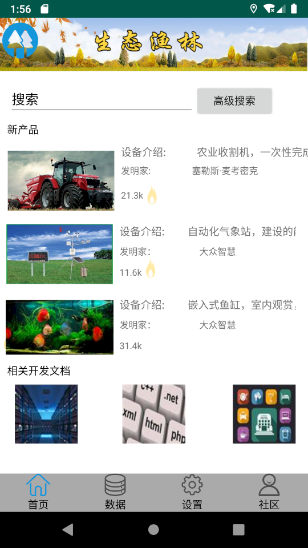 1:56
生态渔林
搜索
高级搜索
新产品
设备介绍: 农业收割机，一次性完成
发明家: 塞勒斯·麦考密克
21.3k
设备介绍: 自动化气象站，建设的
发明家: 大众智慧
11.6k
设备介绍: 嵌入式鱼缸，室内观赏，
发明家: 大众智慧
31.4k
相关开发文档
c++
.net
xml
html
php
首页 数据 设置 社区